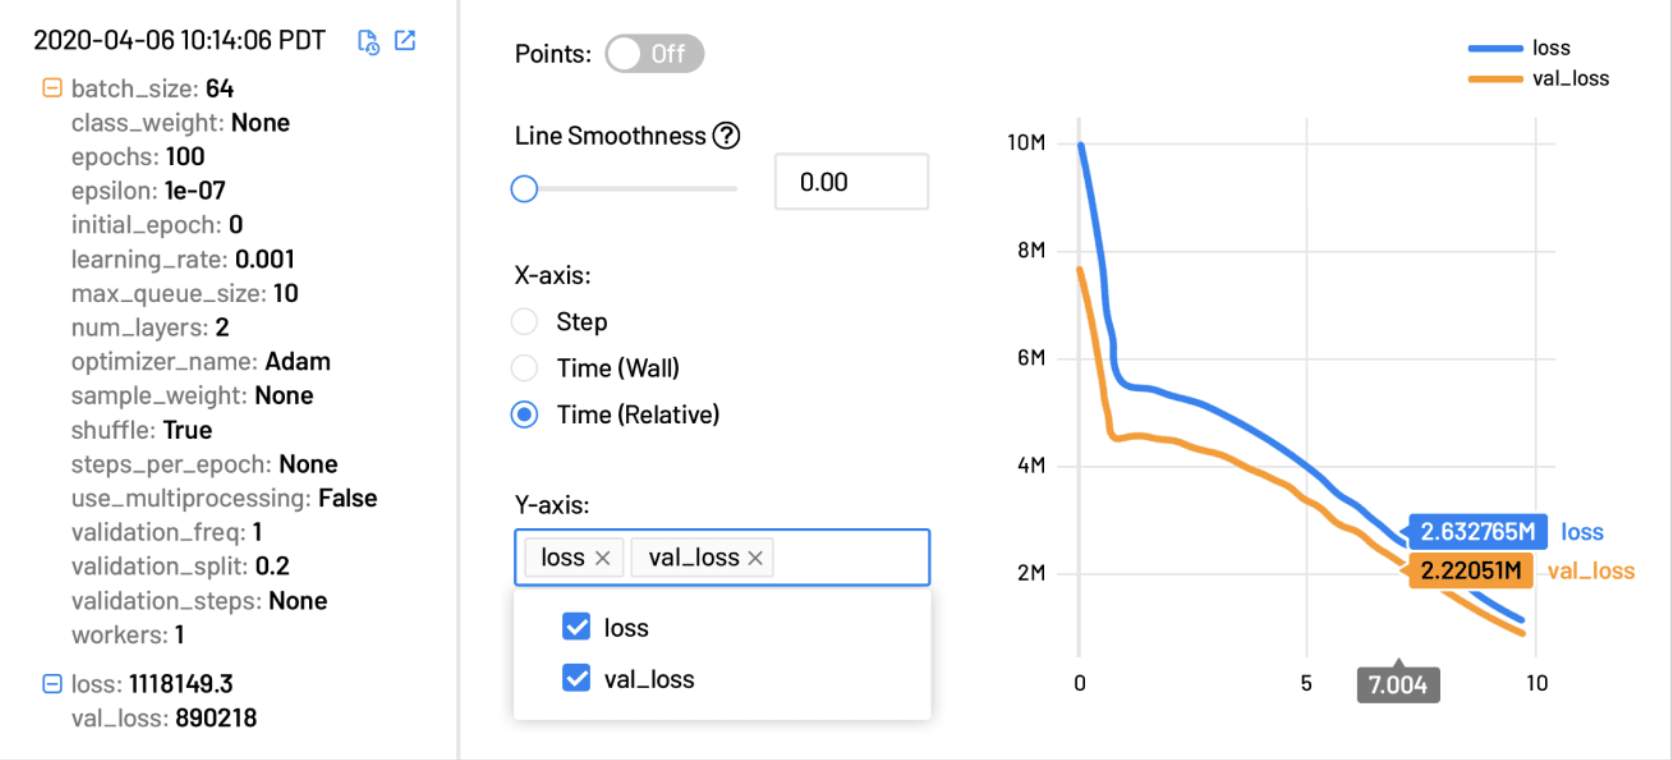 2020-04-06 10:14:06 PDT
batch_size: 64
class_weight: None
epochs: 100
epsilon: 1e-07
initial_epoch: 0
learning_rate: 0.001
max_queue_size: 10
num_layers: 2
optimizer_name: Adam
sample_weight: None
shuffle: True
steps_per_epoch: None
use_multiprocessing: False
validation_freq: 1
validation_split: 0.2
validation_steps: None
workers: 1
loss: 1118149.3
val_loss: 890218
Points: Off
Line Smoothness ?
0.00
X-axis:
Step
Time (Wall)
Time (Relative)
Y-axis:
loss × val_loss ×
loss
val_loss
loss
val_loss
10M
8M
6M
4M
2M
2.632765M loss
2.22051M val_loss
0 5 7.004 10